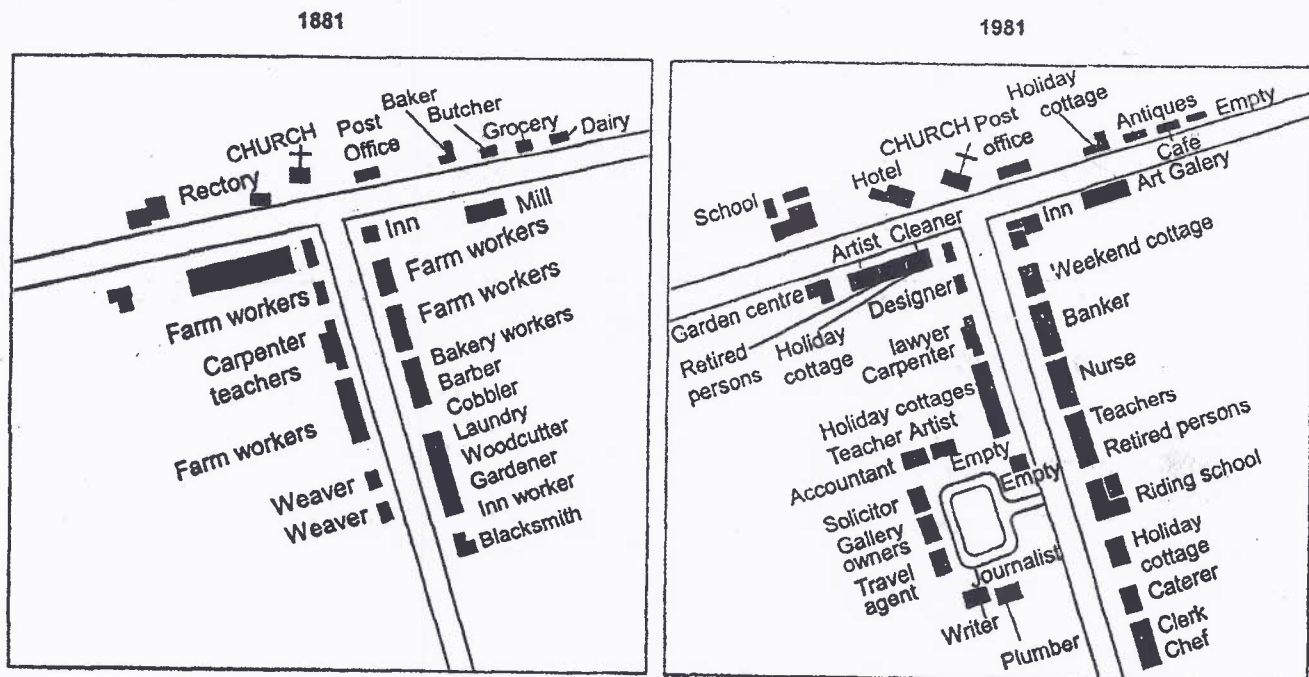 1881
CHURCH
Rectory
Post
Office
Baker
Butcher
Grocery
Dairy
Inn
Mill
Farm workers
Farm workers
Farm workers
Carpenter
teachers
Farm workers
Weaver
Weaver
Bakery workers
Barber
Cobbler
Laundry
Woodcutter
Gardener
Inn worker
Blacksmith
1981
School
Hotel
CHURCH
Post
office
Holiday
cottage
Antiques
Café
Empty
Inn
Art Galery
Garden centre
Artist
Cleaner
Retired
persons
Holiday
cottage
Designer
lawyer
Carpenter
Holiday cottages
Teacher Artist
Accountant
Empty
Empty
Solicitor
Gallery
owners
Travel
agent
Journalist
Writer
Plumber
Weekend cottage
Banker
Nurse
Teachers
Retired persons
Riding school
Holiday
cottage
Caterer
Clerk
Chef